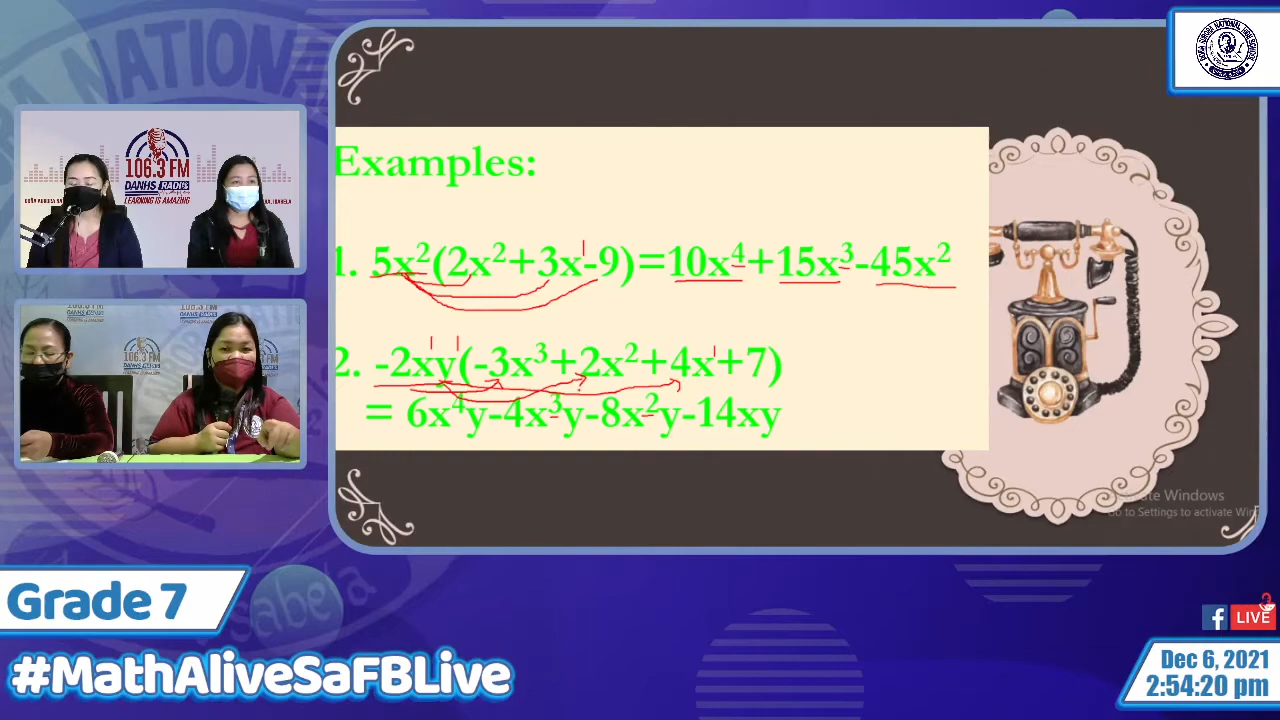 Examples:
1. 5x²(2x²+3x-9)=10x⁴+15x³-45x²
2. -2xy(-3x³+2x²+4x+7)
= 6x⁴y-4x³y-8x²y-14xy
106.3 FM
DANHS RADIO
LEARNING IS AMAZING
Activate Windows
Go to Settings to activate Win
Grade 7
#MathAliveSaFBLive
f LIVE
Dec 6, 2021
2:54:20 pm